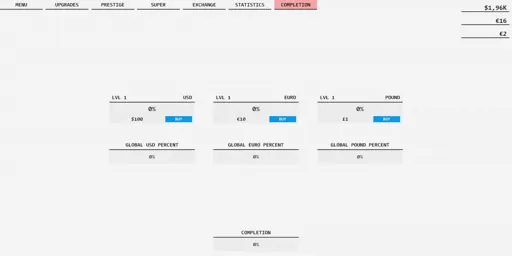 MENU UPGRADES PRESTIGE SUPER EXCHANGE STATISTICS COMPLETION
$1,96K
€16
€2
LVL 1 USD LVL 1 EURO LVL 1 POUND
0% 0% 0%
$100 BUY €10 BUY £1 BUY
GLOBAL USD PERCENT GLOBAL EURO PERCENT GLOBAL POUND PERCENT
0% 0% 0%
COMPLETION
0%